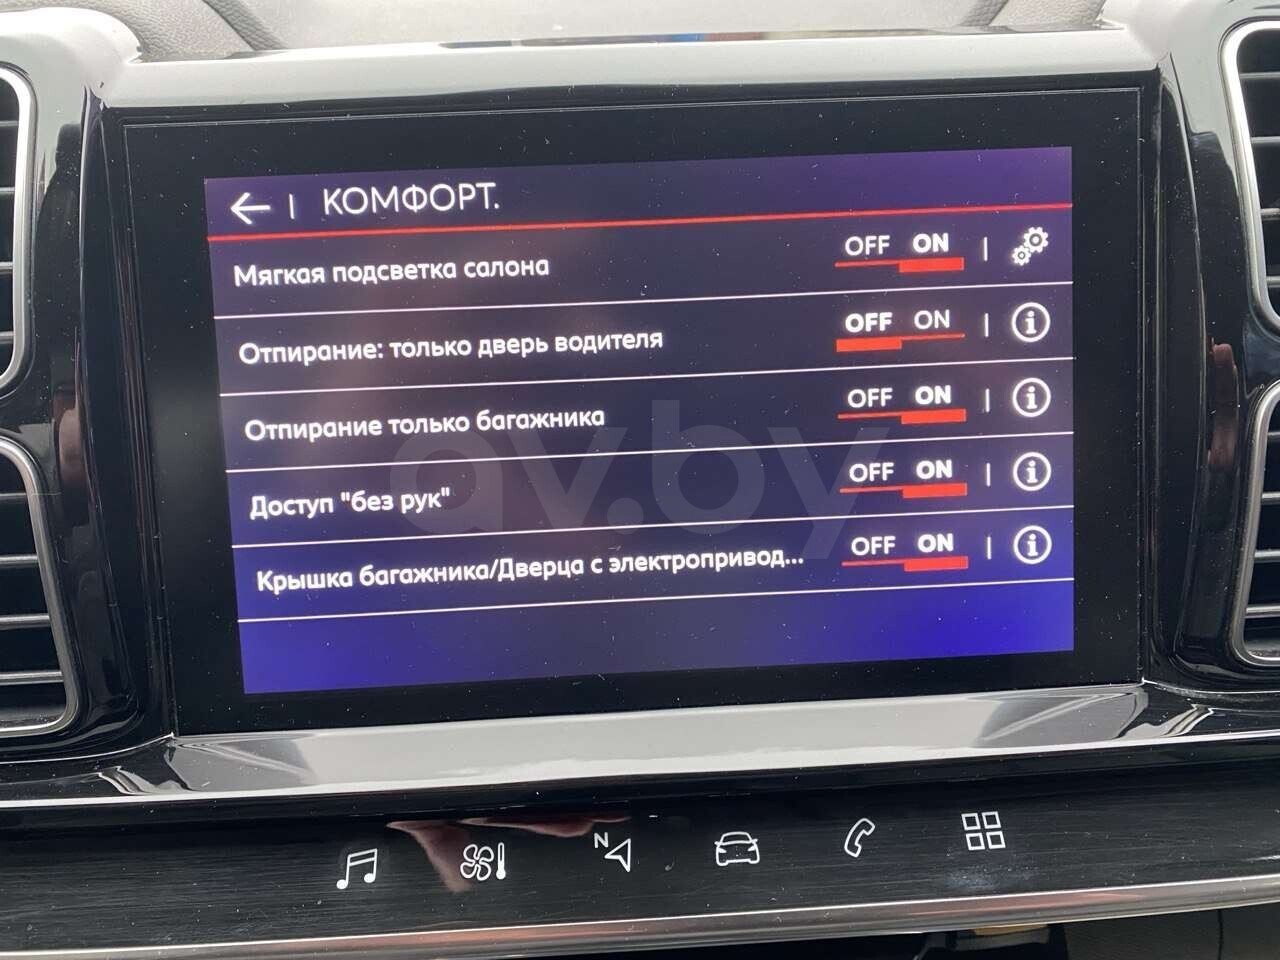 КОМФОРТ.
Мягкая подсветка салона OFF ON
Отпирание: только дверь водителя OFF ON
Отпирание только багажника OFF ON
Доступ "без рук" OFF ON
Крышка багажника/Дверца с электропривод... OFF ON
av.by
N